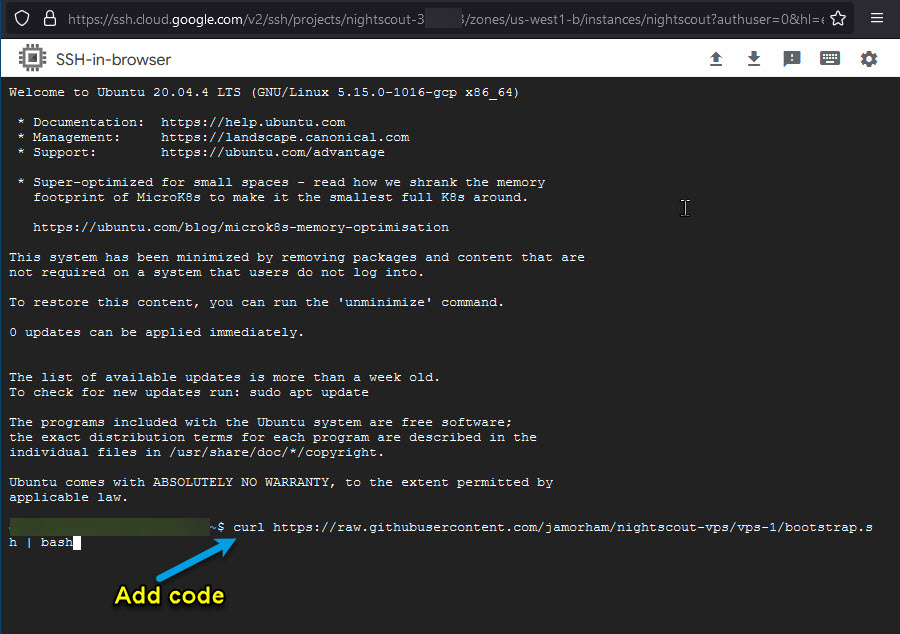 https://ssh.cloud.google.com/v2/ssh/projects/nightscout-3 /zones/us-west1-b/instances/nightscout?authuser=0&hl=e
SSH-in-browser
Welcome to Ubuntu 20.04.4 LTS (GNU/Linux 5.15.0-1016-gcp x86_64)
* Documentation: https://help.ubuntu.com
* Management: https://landscape.canonical.com
* Support: https://ubuntu.com/advantage
* Super-optimized for small spaces - read how we shrank the memory
footprint of MicroK8s to make it the smallest full K8s around.
https://ubuntu.com/blog/microk8s-memory-optimisation
This system has been minimized by removing packages and content that are
not required on a system that users do not log into.
To restore this content, you can run the 'unminimize' command.
0 updates can be applied immediately.
The list of available updates is more than a week old.
To check for new updates run: sudo apt update
The programs included with the Ubuntu system are free software;
the exact distribution terms for each program are described in the
individual files in /usr/share/doc/*/copyright.
Ubuntu comes with ABSOLUTELY NO WARRANTY, to the extent permitted by
applicable law.
~$ curl https://raw.githubusercontent.com/jamorham/nightscout-vps/vps-1/bootstrap.s
h | bash
Add code